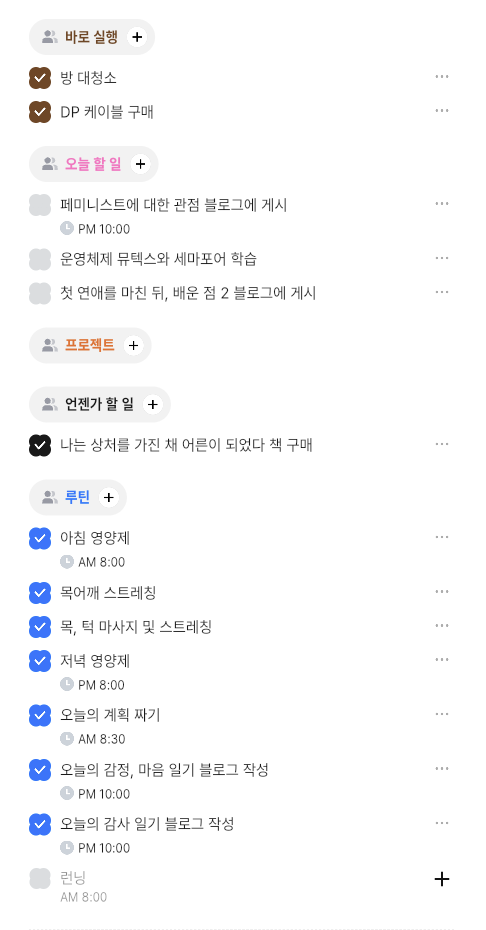 바로 실행 +
방 대청소 ...
DP 케이블 구매 ...
오늘 할 일 +
페미니스트에 대한 관점 블로그에 게시 ...
PM 10:00
운영체제 뮤텍스와 세마포어 학습 ...
첫 연애를 마친 뒤, 배운 점 2 블로그에 게시 ...
프로젝트 +
언젠가 할 일 +
나는 상처를 가진 채 어른이 되었다 책 구매 ...
루틴 +
아침 영양제 ...
AM 8:00
목어깨 스트레칭 ...
목, 턱 마사지 및 스트레칭 ...
저녁 영양제 ...
PM 8:00
오늘의 계획 짜기 ...
AM 8:30
오늘의 감정, 마음 일기 블로그 작성 ...
PM 10:00
오늘의 감사 일기 블로그 작성 ...
PM 10:00
런닝 +
AM 8:00